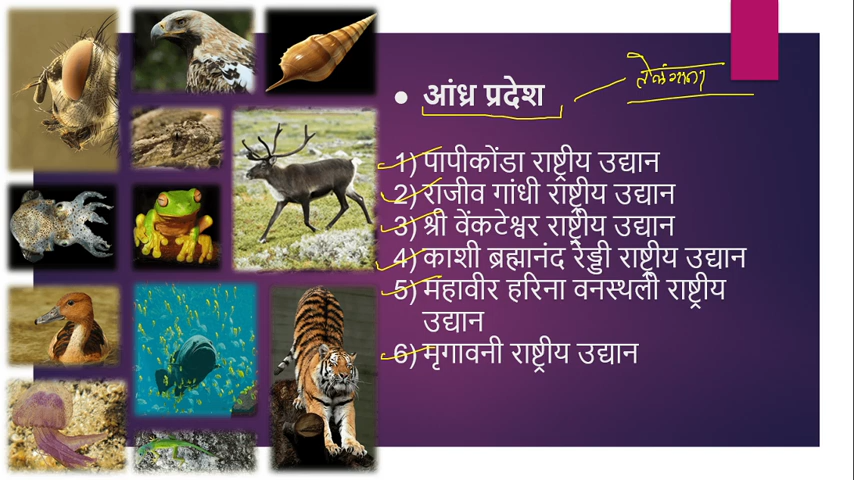 आंध्र प्रदेश
तेलंगाना
1) पापीकोंडा राष्ट्रीय उद्यान
2) राजीव गांधी राष्ट्रीय उद्यान
3) श्री वेंकटेश्वर राष्ट्रीय उद्यान
4) काशी ब्रह्मानंद रेड्डी राष्ट्रीय उद्यान
5) महावीर हरिना वनस्थली राष्ट्रीय
उद्यान
6) मृगावनी राष्ट्रीय उद्यान